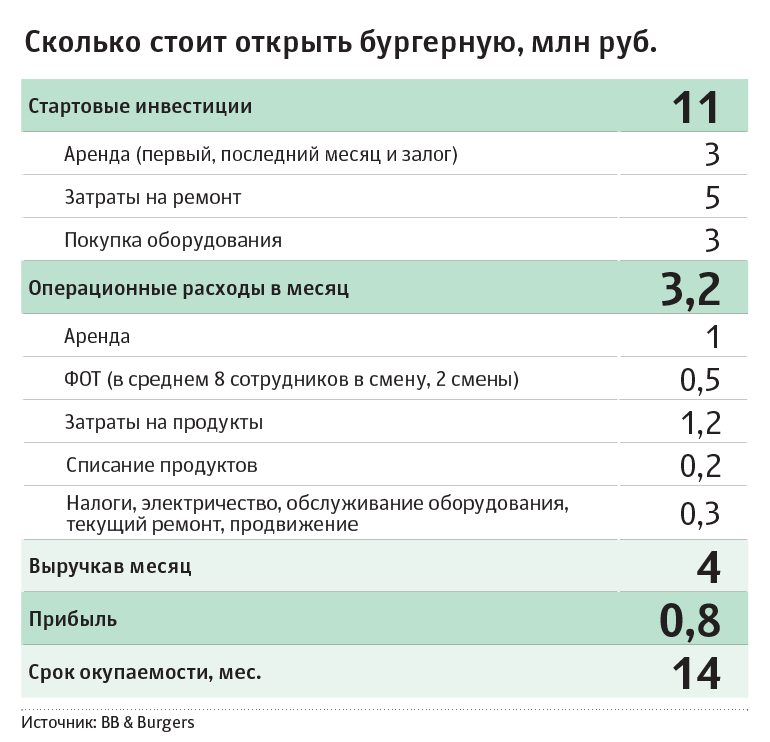 Сколько стоит открыть бургерную, млн руб.
Стартовые инвестиции 11
Аренда (первый, последний месяц и залог) 3
Затраты на ремонт 5
Покупка оборудования 3
Операционные расходы в месяц 3,2
Аренда 1
ФОТ (в среднем 8 сотрудников в смену, 2 смены) 0,5
Затраты на продукты 1,2
Списание продуктов 0,2
Налоги, электричество, обслуживание оборудования,
текущий ремонт, продвижение 0,3
Выручкав месяц 4
Прибыль 0,8
Срок окупаемости, мес. 14
Источник: BB & Burgers